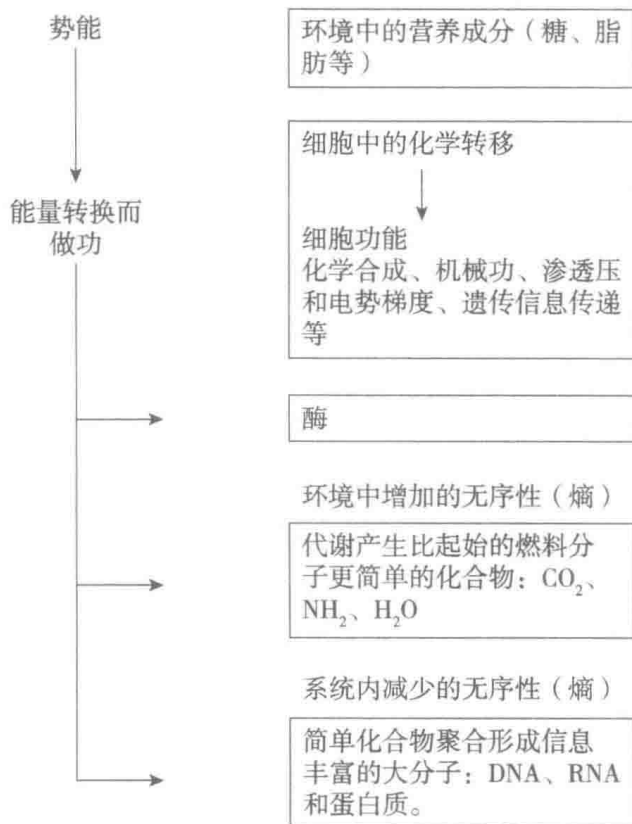 势能
环境中的营养成分（糖、脂
肪等）
细胞中的化学转移
能量转换而
做功
细胞功能
化学合成、机械功、渗透压
和电势梯度、遗传信息传递
等
酶
环境中增加的无序性（熵）
代谢产生比起始的燃料分
子更简单的化合物：CO₂、
NH₂、H₂O
系统内减少的无序性（熵）
简单化合物聚合形成信息
丰富的大分子：DNA、RNA
和蛋白质。